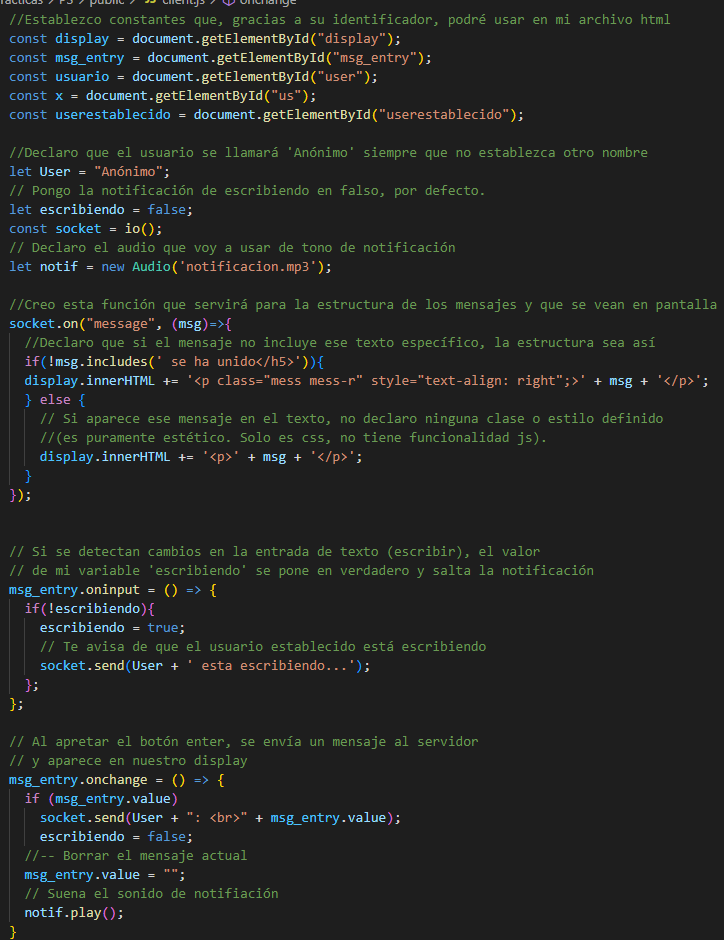 Prácticas > P3 > public > JS client.js > onchange
//Establezco constantes que, gracias a su identificador, podré usar en mi archivo html
const display = document.getElementById("display");
const msg_entry = document.getElementById("msg_entry");
const usuario = document.getElementById("user");
const x = document.getElementById("us");
const userestablecido = document.getElementById("userestablecido");

//Declaro que el usuario se llamará 'Anónimo' siempre que no establezca otro nombre
let User = "Anónimo";
// Pongo la notificación de escribiendo en falso, por defecto.
let escribiendo = false;
const socket = io();
// Declaro el audio que voy a usar de tono de notificación
let notif = new Audio('notificacion.mp3');

//Creo esta función que servirá para la estructura de los mensajes y que se vean en pantalla
socket.on("message", (msg)=>{
  //Declaro que si el mensaje no incluye ese texto específico, la estructura sea así
  if(!msg.includes(' se ha unido</h5>')){
  display.innerHTML += '<p class="mess mess-r" style="text-align: right";>' + msg + '</p>';
  } else {
    // Si aparece ese mensaje en el texto, no declaro ninguna clase o estilo definido
    //(es puramente estético. Solo es css, no tiene funcionalidad js).
    display.innerHTML += '<p>' + msg + '</p>';
  }
});

// Si se detectan cambios en la entrada de texto (escribir), el valor
// de mi variable 'escribiendo' se pone en verdadero y salta la notificación
msg_entry.oninput = () => {
  if(!escribiendo){
    escribiendo = true;
    // Te avisa de que el usuario establecido está escribiendo
    socket.send(User + ' esta escribiendo...');
  };
};

// Al apretar el botón enter, se envía un mensaje al servidor
// y aparece en nuestro display
msg_entry.onchange = () => {
  if (msg_entry.value)
    socket.send(User + ": <br>" + msg_entry.value);
    escribiendo = false;
  //-- Borrar el mensaje actual
  msg_entry.value = "";
  // Suena el sonido de notifiación
  notif.play();
}